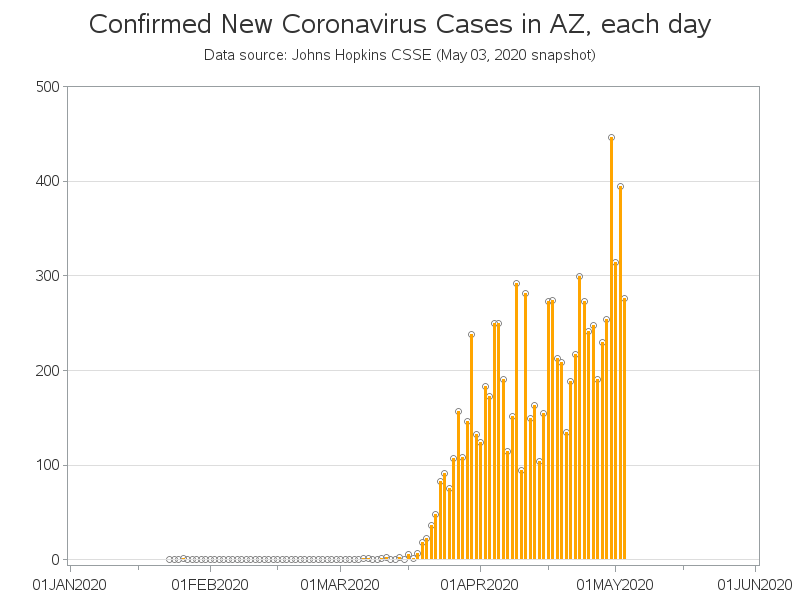 Confirmed New Coronavirus Cases in AZ, each day
Data source: Johns Hopkins CSSE (May 03, 2020 snapshot)
500
400
300
200
100
0
01JAN2020 01FEB2020 01MAR2020 01APR2020 01MAY2020 01JUN2020